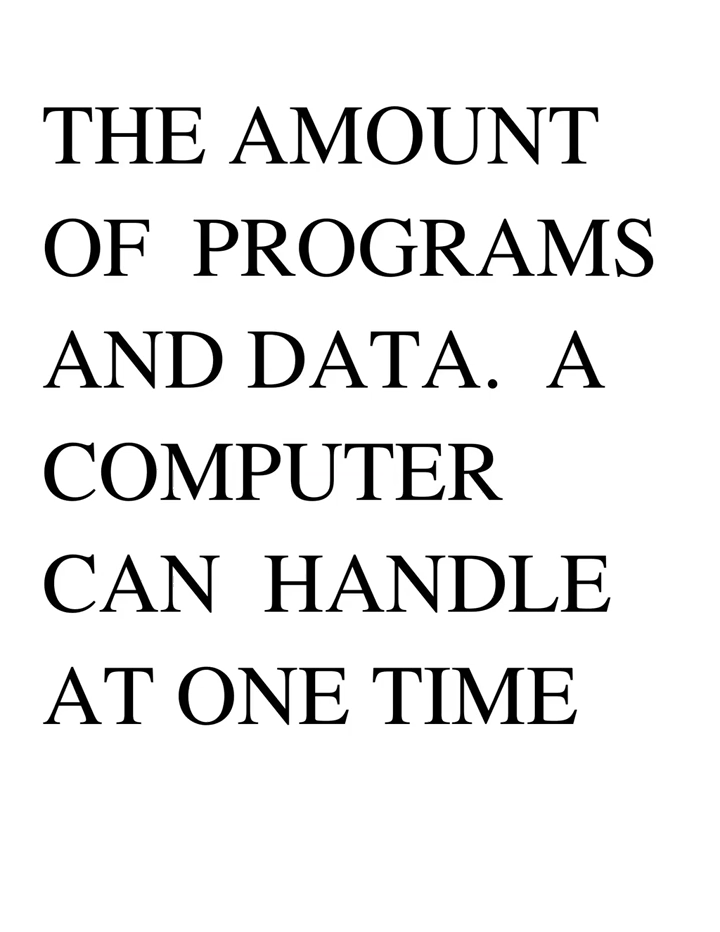 THE AMOUNT
OF  PROGRAMS
AND DATA.  A
COMPUTER
CAN  HANDLE
AT ONE TIME